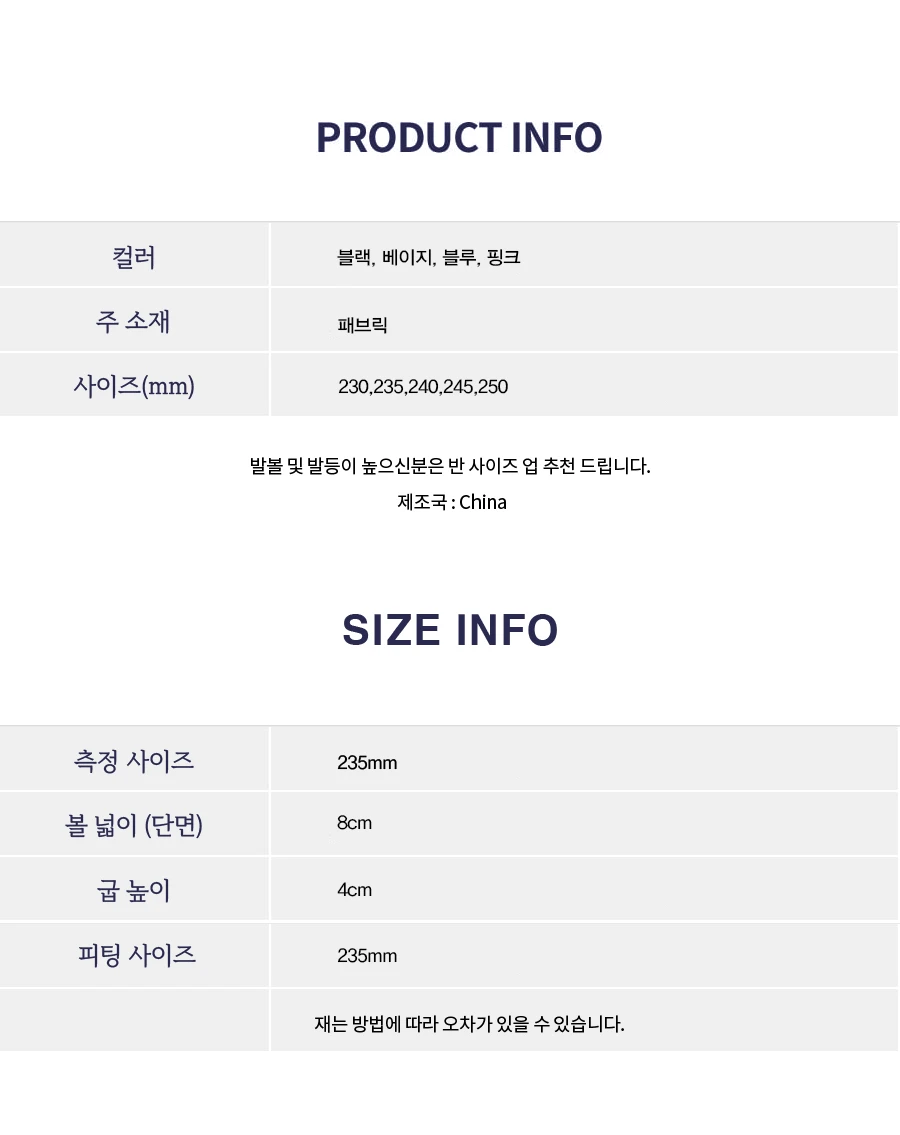 PRODUCT INFO
컬러 블랙, 베이지, 블루, 핑크
주 소재 패브릭
사이즈(mm) 230,235,240,245,250
발볼 및 발등이 높으신분은 반 사이즈 업 추천 드립니다.
제조국 : China
SIZE INFO
측정 사이즈 235mm
볼 넓이 (단면) 8cm
굽 높이 4cm
피팅 사이즈 235mm
재는 방법에 따라 오차가 있을 수 있습니다.